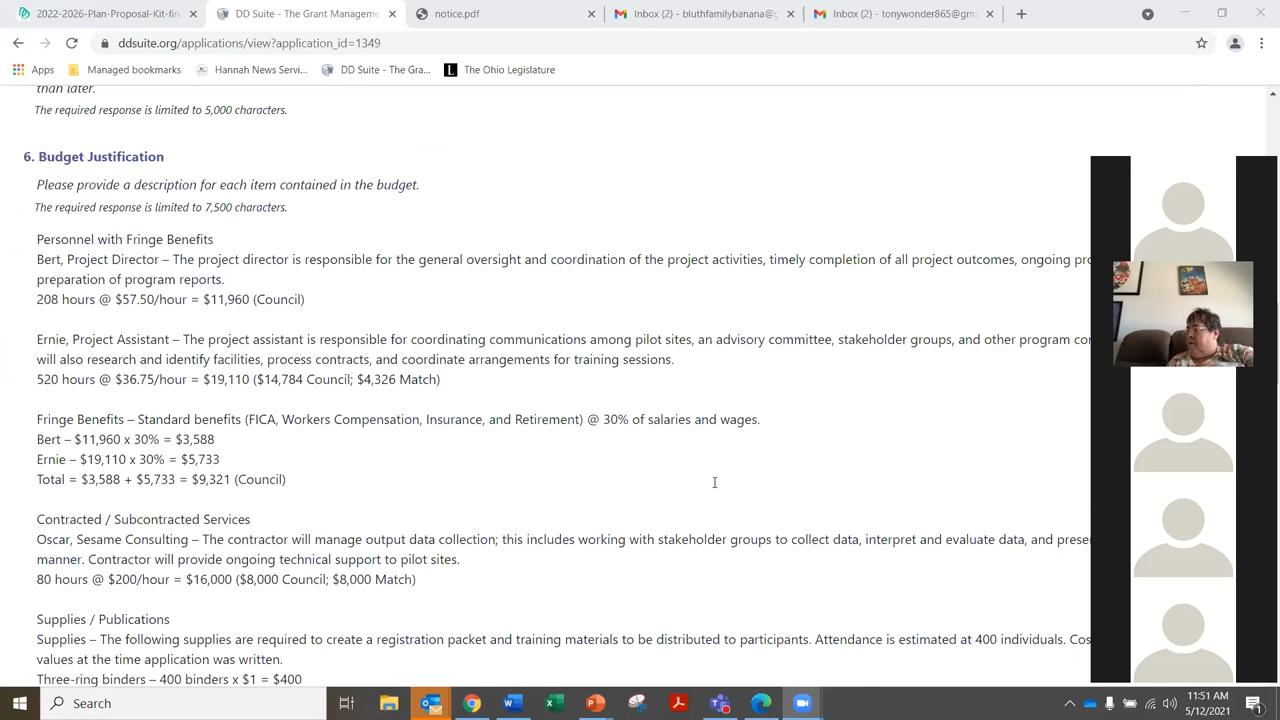 2022-2026-Plan-Proposal-Kit-fin
DD Suite - The Grant Manageme
notice.pdf
Inbox (2) - bluthfamilybanana@g
Inbox (2) - tonywonder865@gm
ddsuite.org/applications/view?application_id=1349
Apps
Managed bookmarks
Hannah News Servi...
DD Suite - The Gra...
L The Ohio Legislature
than later.
The required response is limited to 5,000 characters.
6. Budget Justification
Please provide a description for each item contained in the budget.
The required response is limited to 7,500 characters.
Personnel with Fringe Benefits
Bert, Project Director – The project director is responsible for the general oversight and coordination of the project activities, timely completion of all project outcomes, ongoing pro
preparation of program reports.
208 hours @ $57.50/hour = $11,960 (Council)
Ernie, Project Assistant – The project assistant is responsible for coordinating communications among pilot sites, an advisory committee, stakeholder groups, and other program con
will also research and identify facilities, process contracts, and coordinate arrangements for training sessions.
520 hours @ $36.75/hour = $19,110 ($14,784 Council; $4,326 Match)
Fringe Benefits – Standard benefits (FICA, Workers Compensation, Insurance, and Retirement) @ 30% of salaries and wages.
Bert – $11,960 x 30% = $3,588
Ernie – $19,110 x 30% = $5,733
Total = $3,588 + $5,733 = $9,321 (Council)
Contracted / Subcontracted Services
Oscar, Sesame Consulting – The contractor will manage output data collection; this includes working with stakeholder groups to collect data, interpret and evaluate data, and prese
manner. Contractor will provide ongoing technical support to pilot sites.
80 hours @ $200/hour = $16,000 ($8,000 Council; $8,000 Match)
Supplies / Publications
Supplies – The following supplies are required to create a registration packet and training materials to be distributed to participants. Attendance is estimated at 400 individuals. Cos
values at the time application was written.
Three-ring binders – 400 binders x $1 = $400
Search
11:51 AM
5/12/2021
1